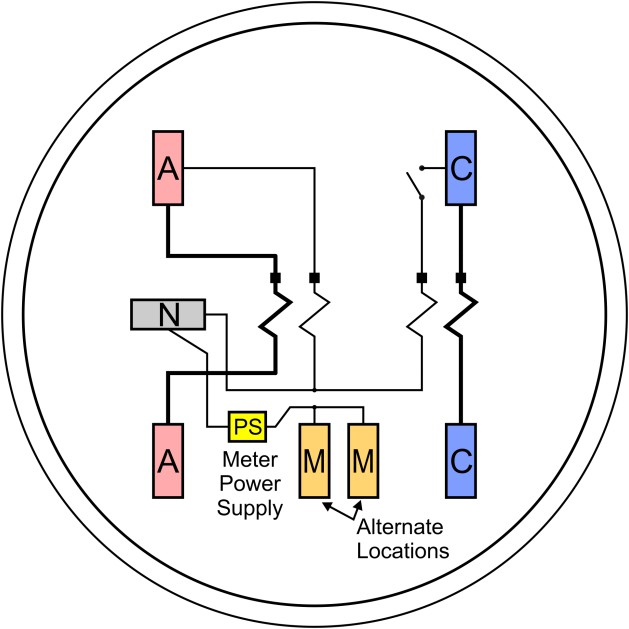 A
C
N
PS
A
M
M
C
Meter
Power
Supply
Alternate
Locations